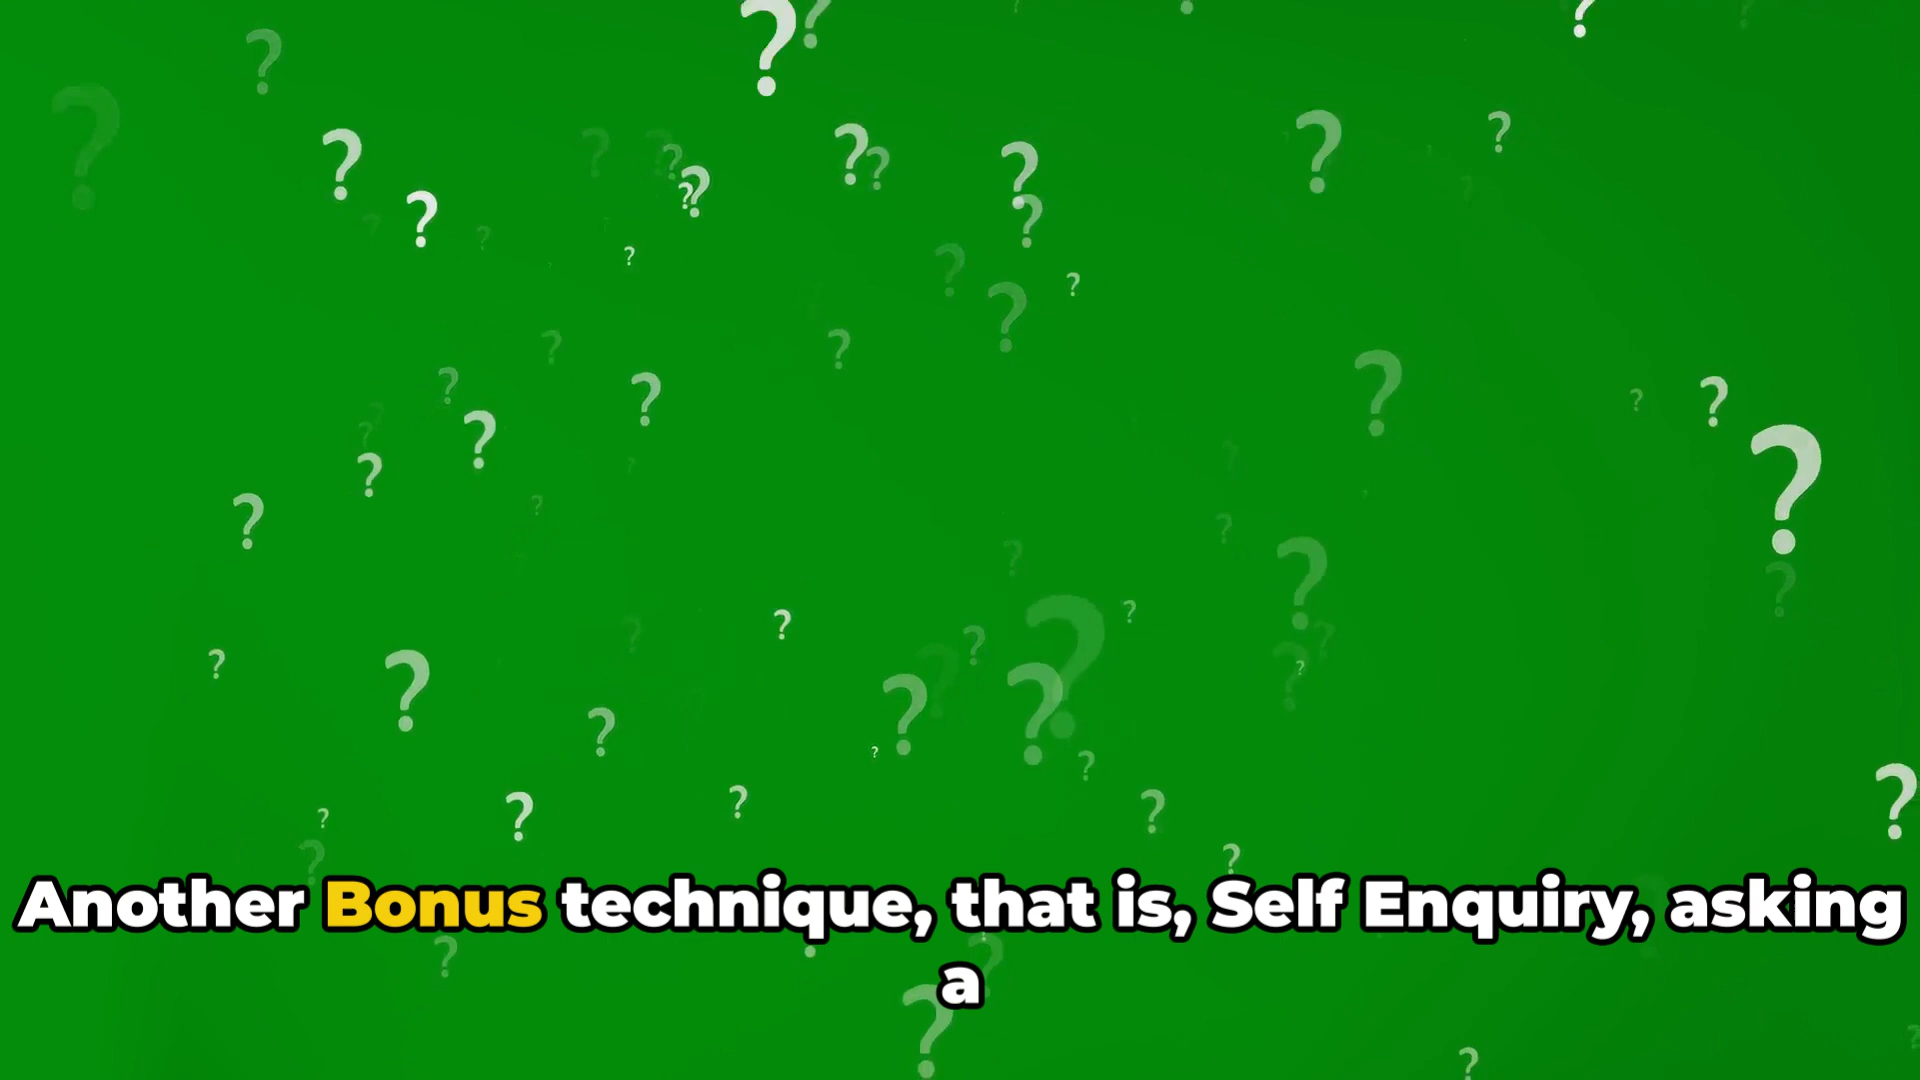 Another Bonus technique, that is, Self Enquiry, asking
a